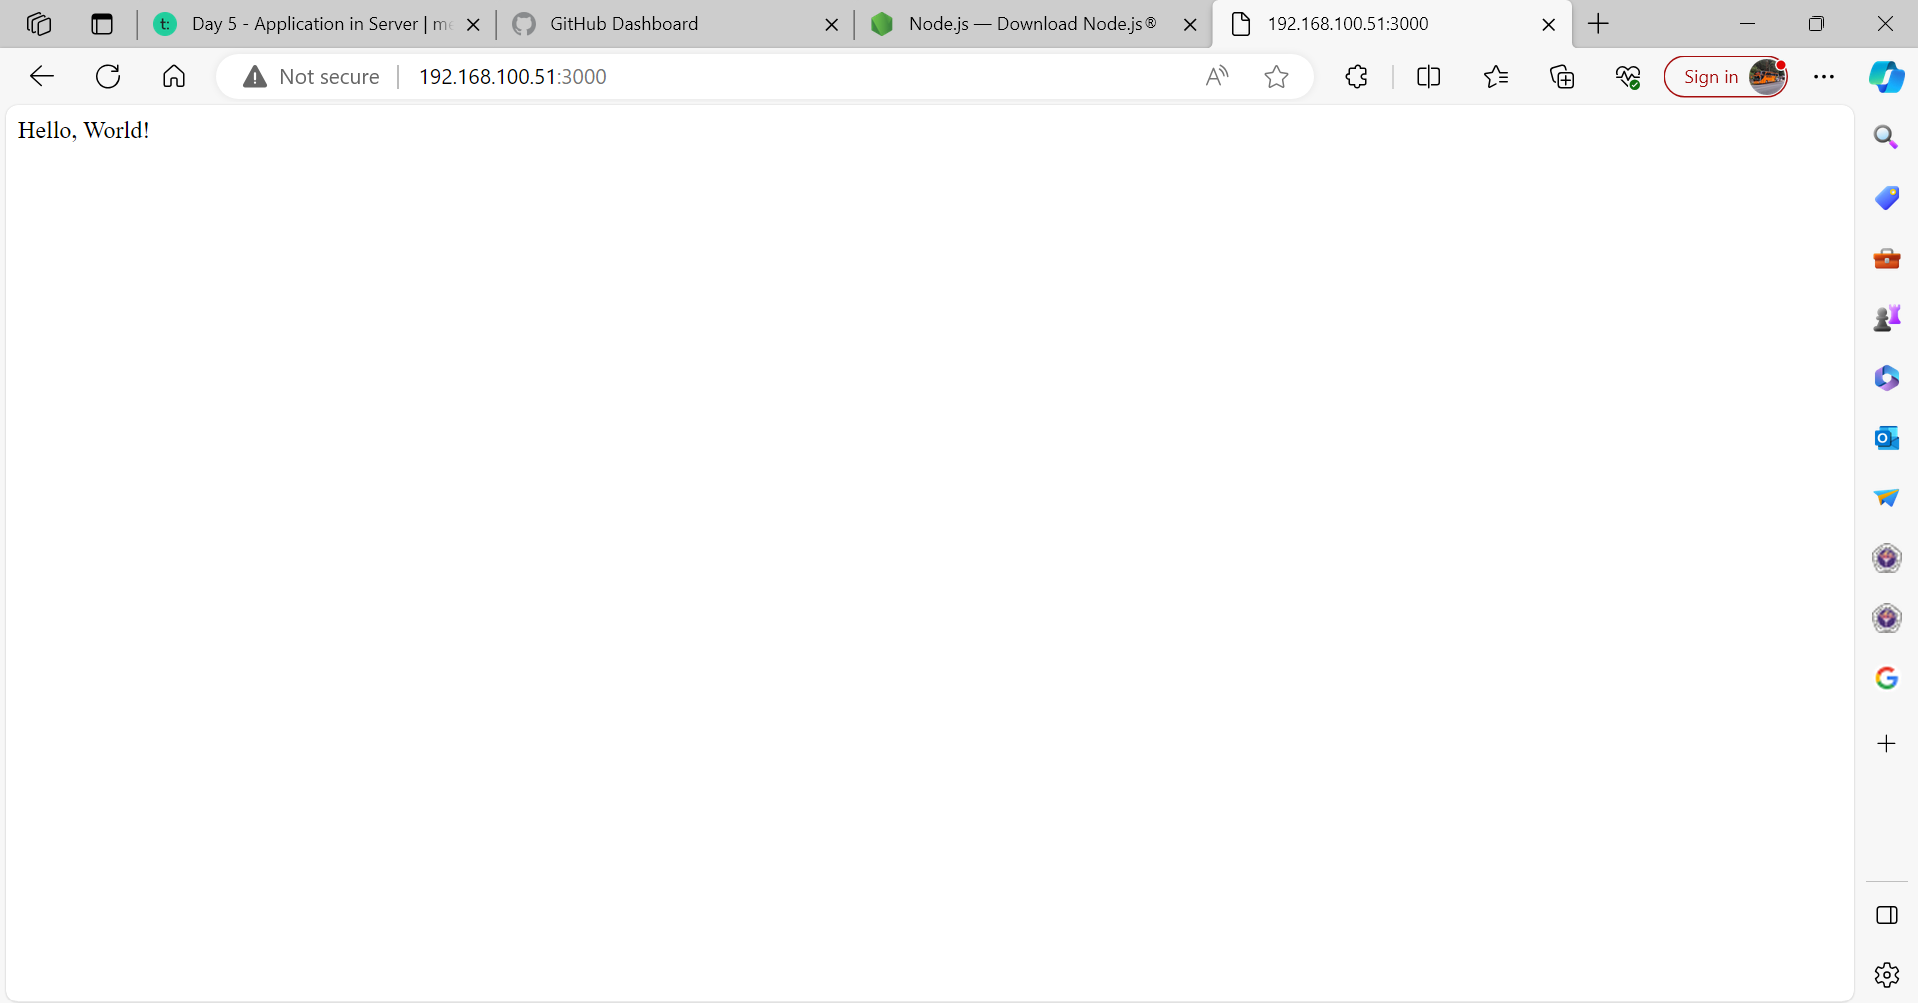 t: Day 5 - Application in Server | me
GitHub Dashboard
Node.js — Download Node.js®
192.168.100.51:3000
Not secure
192.168.100.51:3000
A
Sign in
Hello, World!